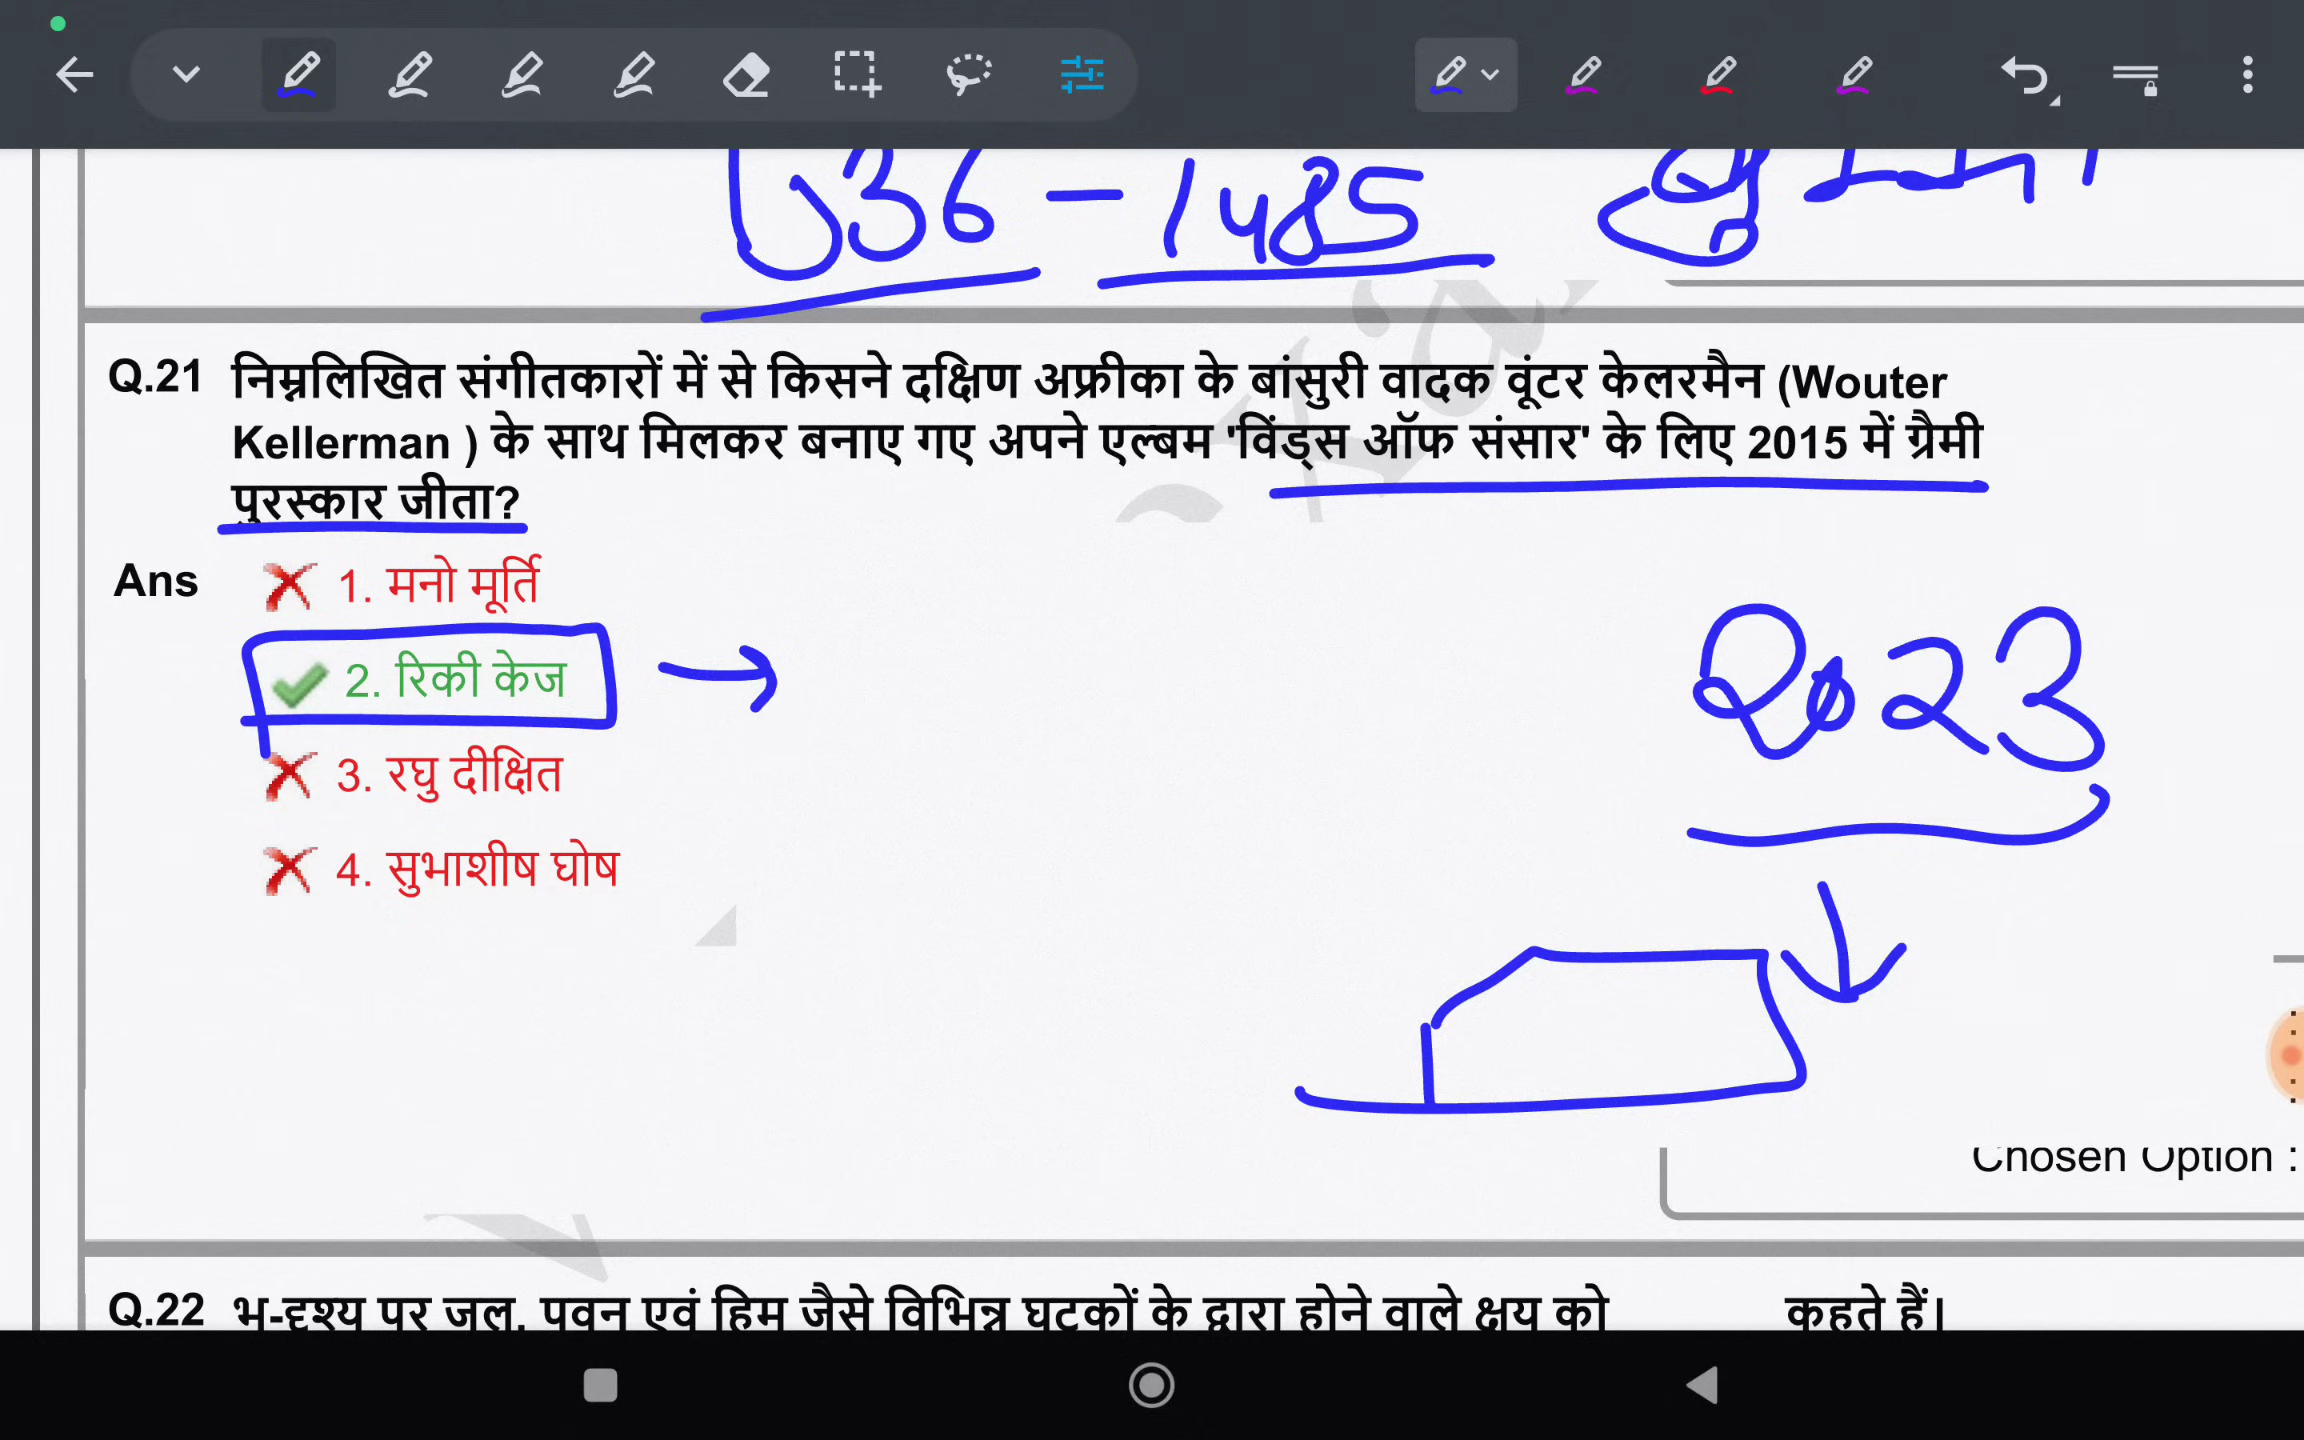 36 - 1485
Q.21 निम्नलिखित संगीतकारों में से किसने दक्षिण अफ्रीका के बांसुरी वादक वूंटर केलरमैन (Wouter
Kellerman ) के साथ मिलकर बनाए गए अपने एल्बम 'विंड्स ऑफ संसार' के लिए 2015 में ग्रैमी
पुरस्कार जीता?
Ans 1. मनो मूर्ति
2. रिकी केज
3. रघु दीक्षित
4. सुभाशीष घोष
2023
Chosen Option :
Q.22 भू-दृश्य पर जल, पवन एवं हिम जैसे विभिन्न घटकों के द्वारा होने वाले क्षय को कहते हैं।